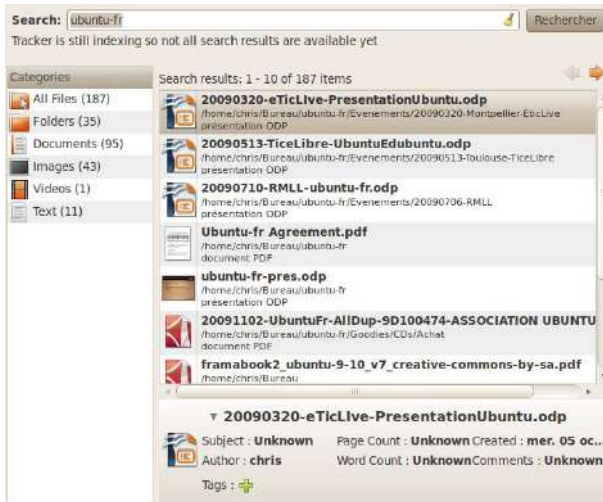 Search: ubuntu-fr Rechercher
Tracker is still indexing so not all search results are available yet
Categories
Search results: 1 - 10 of 187 items
All Files (187)
Folders (35)
Documents (95)
Images (43)
Videos (1)
Text (11)
20090320-eTicLIve-PresentationUbuntu.odp
/home/chris/Bureau/ubuntu-fr/Evenements/20090320-Montpellier-EticLive
présentation ODP
20090513-TiceLibre-UbuntuEdubuntu.odp
/home/chris/Bureau/ubuntu-fr/Evenements/20090513-Toulouse-TiceLibre
présentation ODP
20090710-RMLL-ubuntu-fr.odp
/home/chris/Bureau/ubuntu-fr/Evenements/20090706-RMLL
présentation ODP
Ubuntu-fr Agreement.pdf
/home/chris/Bureau/ubuntu-fr
document PDF
ubuntu-fr-pres.odp
/home/chris/Bureau/ubuntu-fr
présentation ODP
20091102-UbuntuFr-AllDup-9D100474-ASSOCIATION UBUNTU
/home/chris/Bureau/ubuntu-fr/Goodies/CDs/Achat
document PDF
framabook2_ubuntu-9-10_v7_creative-commons-by-sa.pdf
/home/chris/Bureau
20090320-eTicLIve-PresentationUbuntu.odp
Subject : Unknown Page Count : Unknown Created : mer. 05 oc...
Author : chris Word Count : Unknown Comments : Unknown
Tags :